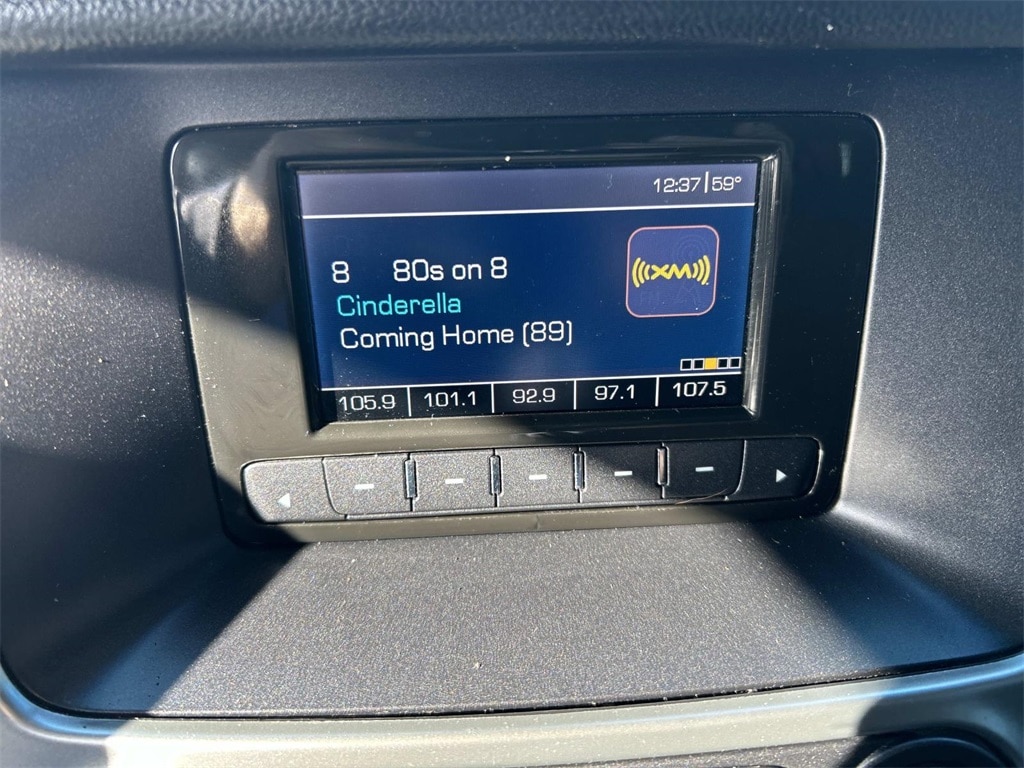 12:37 59°
8 80s on 8
((XM))
Cinderella
Coming Home (89)
105.9 101.1 92.9 97.1 107.5